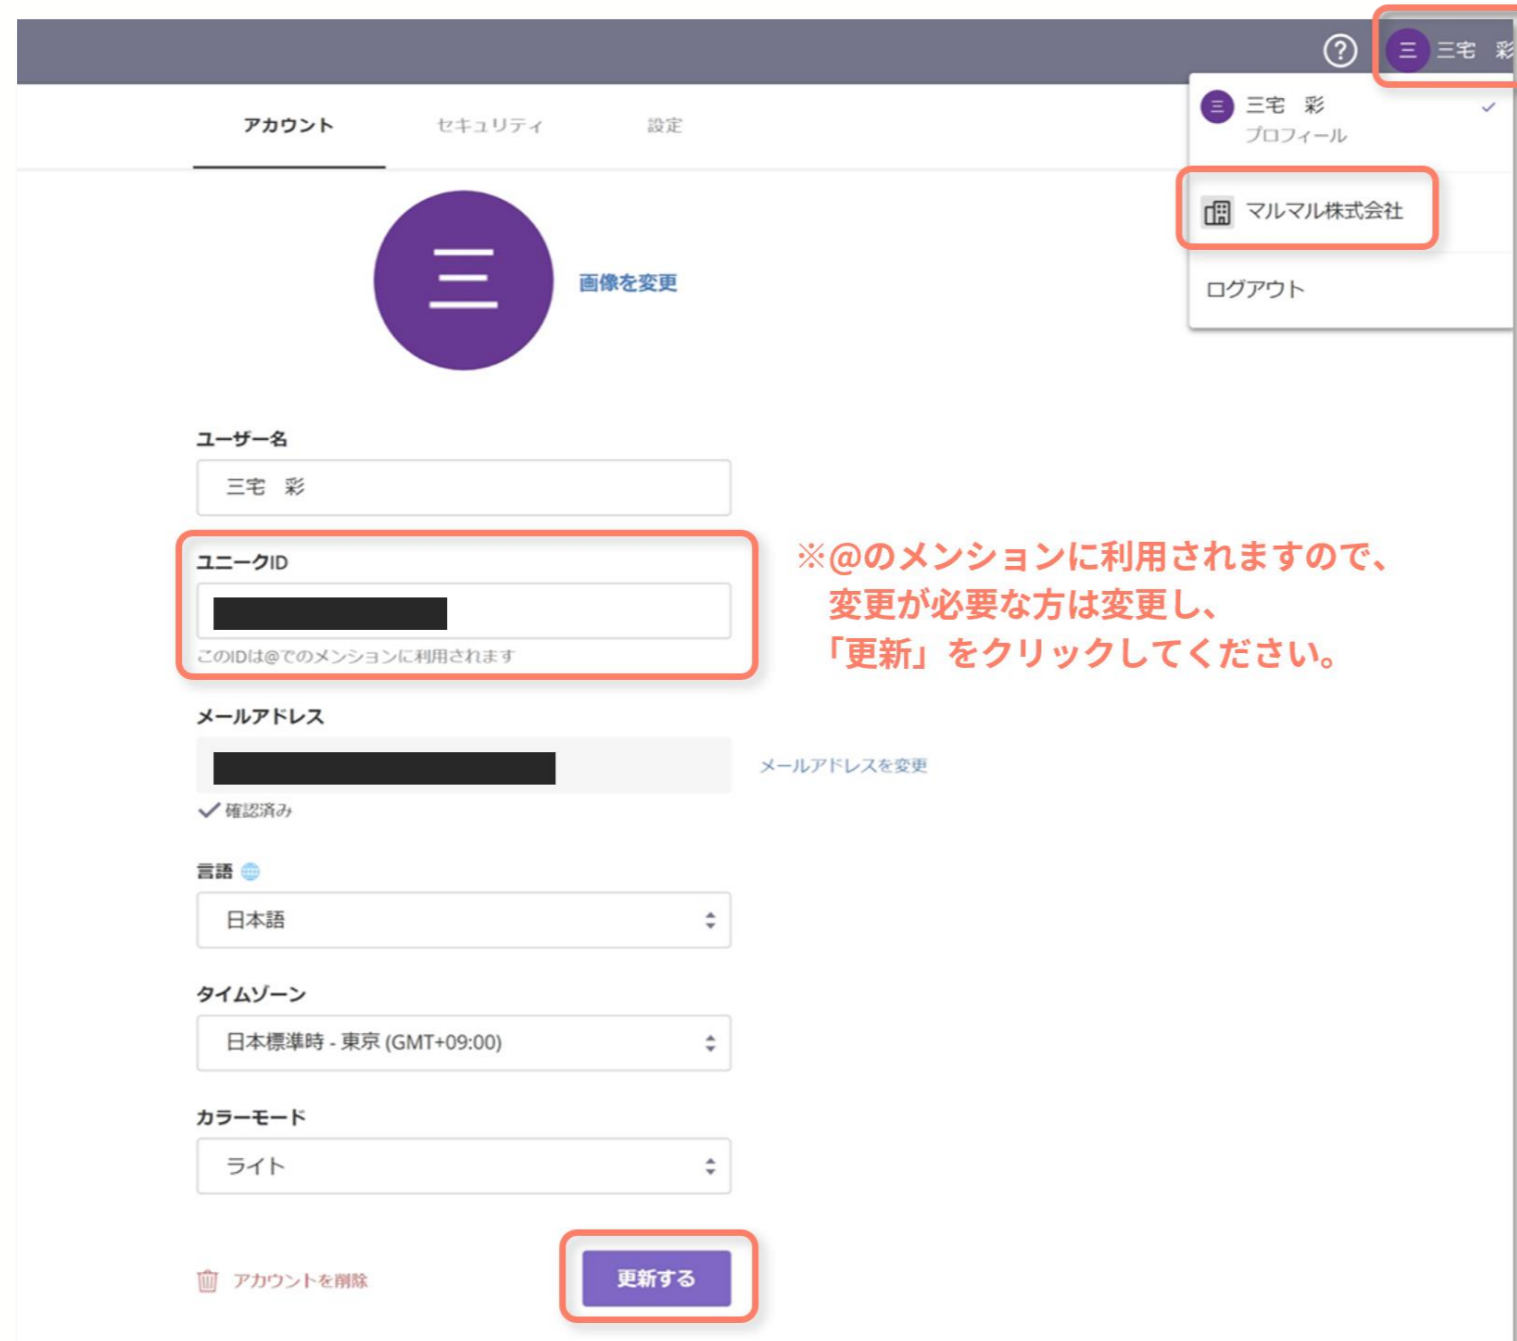 三 三宅 彩
アカウント セキュリティ 設定
三 三宅 彩
プロフィール
マルマル株式会社
ログアウト
三
画像を変更
ユーザー名
三宅 彩
ユニークID
このIDは@でのメンションに利用されます
※@のメンションに利用されますので、
変更が必要な方は変更し、
「更新」をクリックしてください。
メールアドレス
メールアドレスを変更
確認済み
言語
日本語
タイムゾーン
日本標準時 - 東京 (GMT+09:00)
カラーモード
ライト
アカウントを削除
更新する